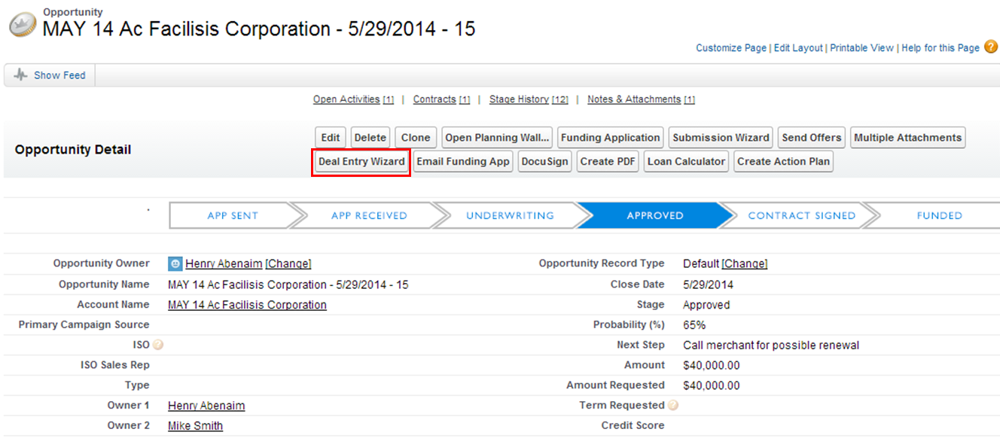 Opportunity
MAY 14 Ac Facilisis Corporation - 5/29/2014 - 15
Customize Page | Edit Layout | Printable View | Help for this Page ?
Show Feed
Open Activities [1] | Contracts [1] | Stage History [12] | Notes & Attachments [1]
Opportunity Detail
Edit Delete Clone Open Planning Wall... Funding Application Submission Wizard Send Offers Multiple Attachments
Deal Entry Wizard Email Funding App DocuSign Create PDF Loan Calculator Create Action Plan
APP SENT APP RECEIVED UNDERWRITING APPROVED CONTRACT SIGNED FUNDED
Opportunity Owner Henry Abenaim [Change] Opportunity Record Type Default [Change]
Opportunity Name MAY 14 Ac Facilisis Corporation - 5/29/2014 - 15 Close Date 5/29/2014
Account Name MAY 14 Ac Facilisis Corporation Stage Approved
Primary Campaign Source Probability (%) 65%
ISO ? Next Step Call merchant for possible renewal
ISO Sales Rep Amount $40,000.00
Type Amount Requested $40,000.00
Owner 1 Henry Abenaim Term Requested ?
Owner 2 Mike Smith Credit Score